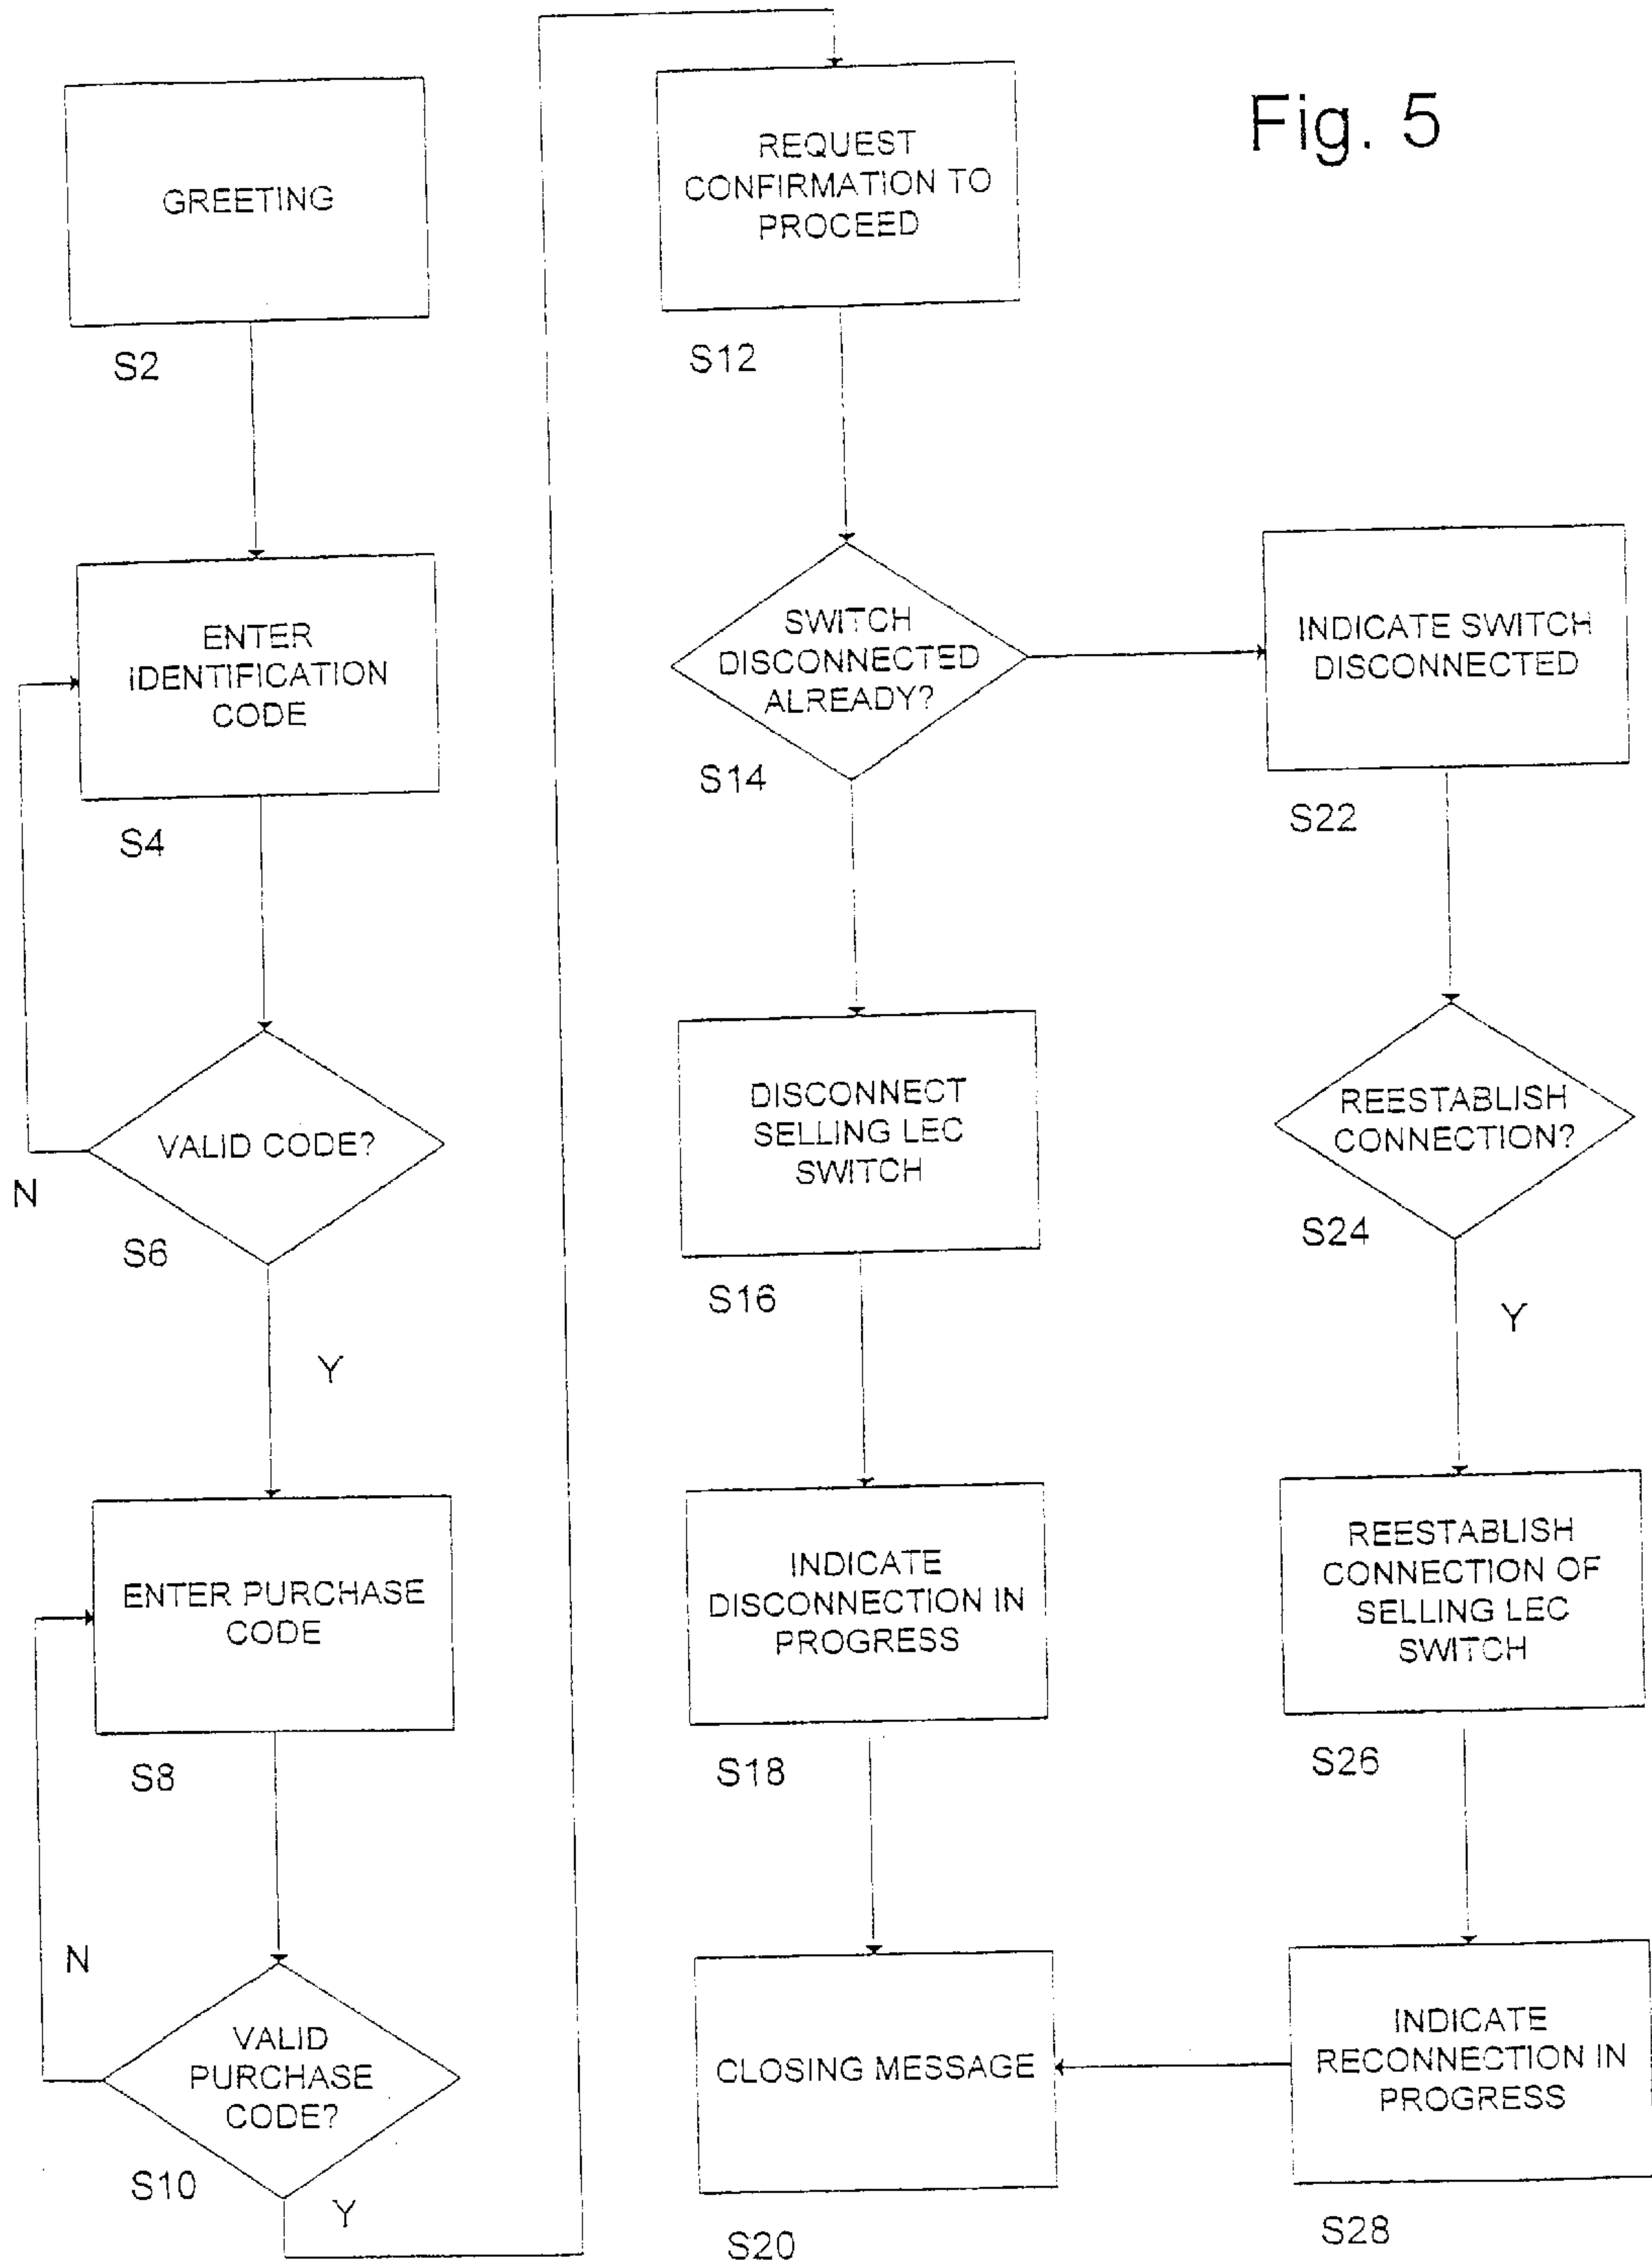 Fig. 5
GREETING
S2
ENTER
IDENTIFICATION
CODE
S4
VALID CODE?
N
S6
Y
ENTER PURCHASE
CODE
S8
N
VALID
PURCHASE
CODE?
S10
Y
REQUEST
CONFIRMATION TO
PROCEED
S12
SWITCH
DISCONNECTED
ALREADY?
S14
DISCONNECT
SELLING LEC
SWITCH
S16
INDICATE
DISCONNECTION IN
PROGRESS
S18
CLOSING MESSAGE
S20
INDICATE SWITCH
DISCONNECTED
S22
REESTABLISH
CONNECTION?
S24
Y
REESTABLISH
CONNECTION OF
SELLING LEC
SWITCH
S26
INDICATE
RECONNECTION IN
PROGRESS
S28